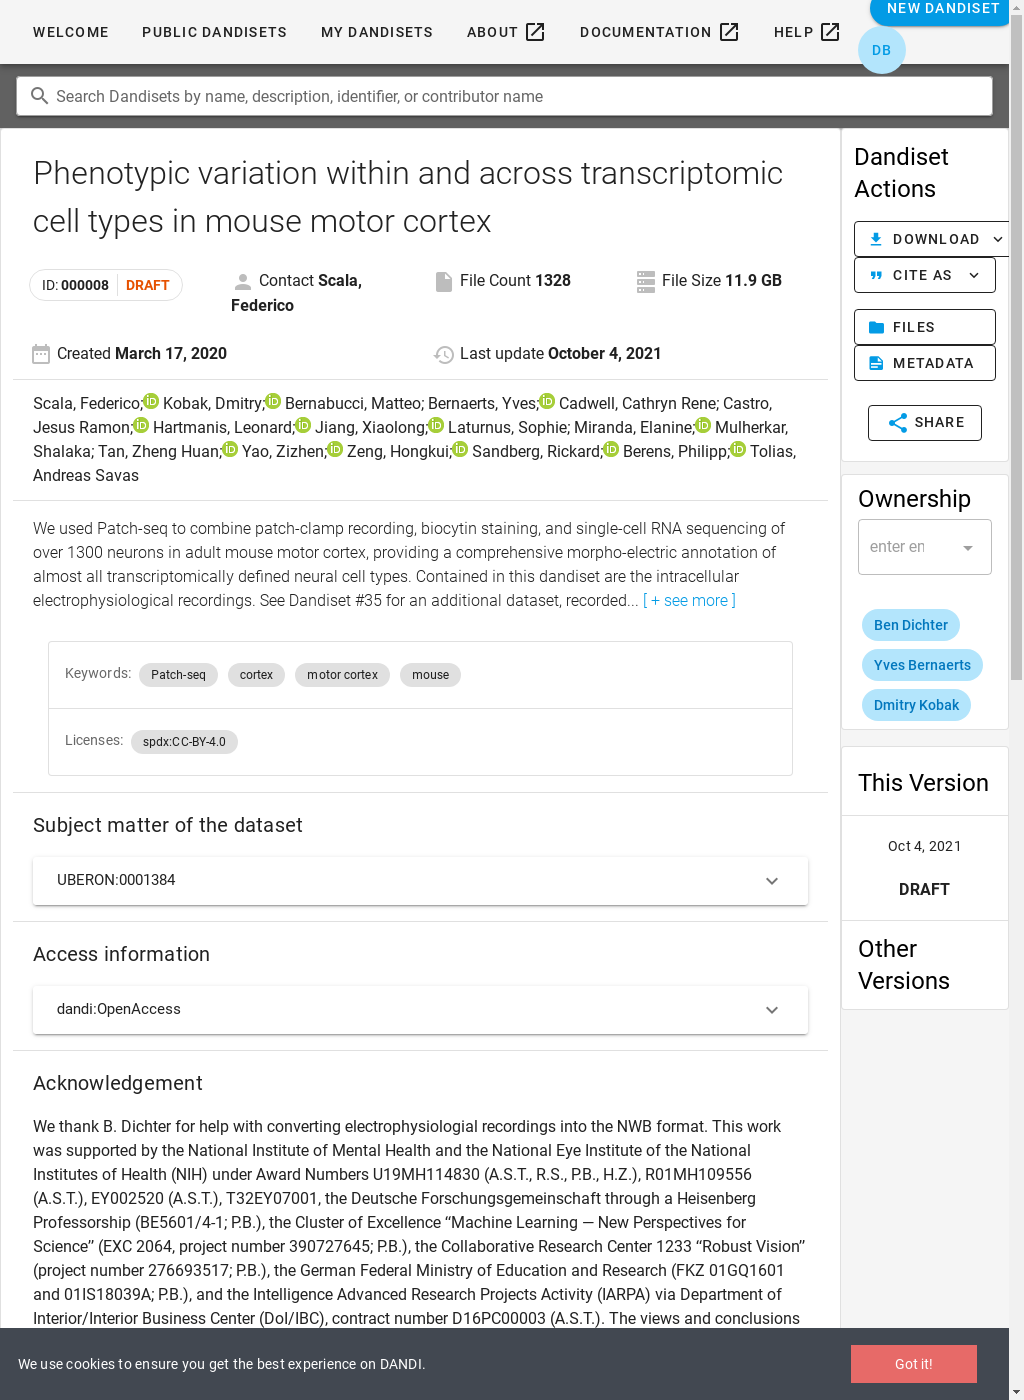 WELCOME PUBLIC DANDISETS MY DANDISETS ABOUT DOCUMENTATION HELP NEW DANDISET
DB
Search Dandisets by name, description, identifier, or contributor name
Phenotypic variation within and across transcriptomic
cell types in mouse motor cortex
ID: 000008 DRAFT
Contact Scala,
Federico
File Count 1328
File Size 11.9 GB
Created March 17, 2020
Last update October 4, 2021
Scala, Federico; Kobak, Dmitry; Bernabucci, Matteo; Bernaerts, Yves; Cadwell, Cathryn Rene; Castro,
Jesus Ramon; Hartmanis, Leonard; Jiang, Xiaolong; Laturnus, Sophie; Miranda, Elanine; Mulherkar,
Shalaka; Tan, Zheng Huan; Yao, Zizhen; Zeng, Hongkui; Sandberg, Rickard; Berens, Philipp; Tolias,
Andreas Savas
We used Patch-seq to combine patch-clamp recording, biocytin staining, and single-cell RNA sequencing of
over 1300 neurons in adult mouse motor cortex, providing a comprehensive morpho-electric annotation of
almost all transcriptomically defined neural cell types. Contained in this dandiset are the intracellular
electrophysiological recordings. See Dandiset #35 for an additional dataset, recorded... [ + see more ]
Keywords: Patch-seq cortex motor cortex mouse
Licenses: spdx:CC-BY-4.0
Subject matter of the dataset
UBERON:0001384
Access information
dandi:OpenAccess
Acknowledgement
We thank B. Dichter for help with converting electrophysiologial recordings into the NWB format. This work
was supported by the National Institute of Mental Health and the National Eye Institute of the National
Institutes of Health (NIH) under Award Numbers U19MH114830 (A.S.T., R.S., P.B., H.Z.), R01MH109556
(A.S.T.), EY002520 (A.S.T.), T32EY07001, the Deutsche Forschungsgemeinschaft through a Heisenberg
Professorship (BE5601/4-1; P.B.), the Cluster of Excellence “Machine Learning — New Perspectives for
Science” (EXC 2064, project number 390727645; P.B.), the Collaborative Research Center 1233 “Robust Vision”
(project number 276693517; P.B.), the German Federal Ministry of Education and Research (FKZ 01GQ1601
and 01IS18039A; P.B.), and the Intelligence Advanced Research Projects Activity (IARPA) via Department of
Interior/Interior Business Center (DoI/IBC), contract number D16PC00003 (A.S.T.). The views and conclusions
Dandiset
Actions
DOWNLOAD
CITE AS
FILES
METADATA
SHARE
Ownership
enter en
Ben Dichter
Yves Bernaerts
Dmitry Kobak
This Version
Oct 4, 2021
DRAFT
Other
Versions
We use cookies to ensure you get the best experience on DANDI.
Got it!